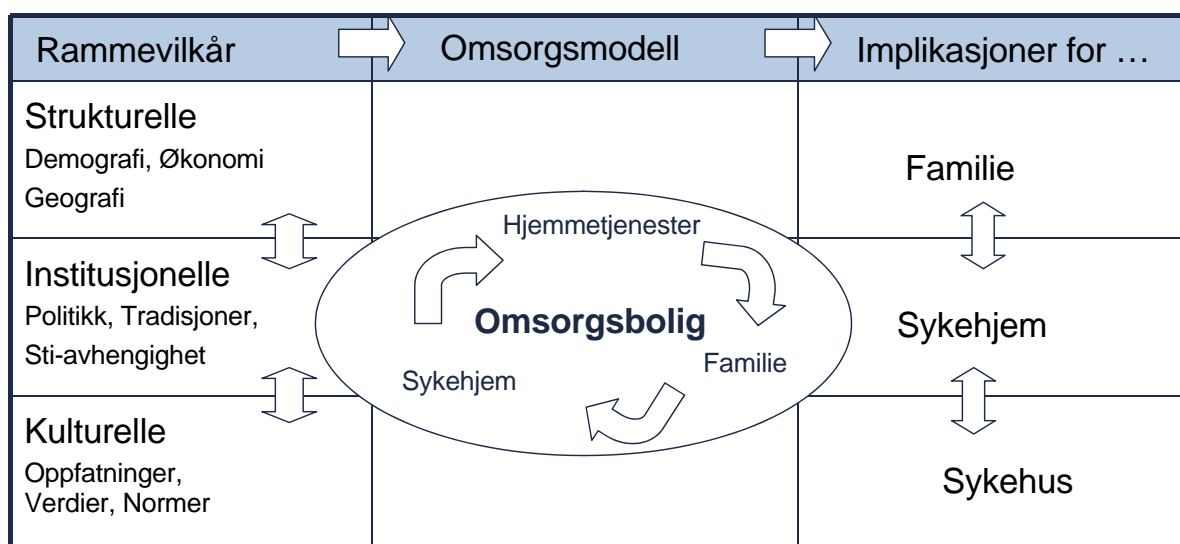 Rammevilkår
Omsorgsmodell
Implikasjoner for …
Strukturelle
Demografi, Økonomi
Geografi
Institusjonelle
Politikk, Tradisjoner,
Sti-avhengighet
Kulturelle
Oppfatninger,
Verdier, Normer
Hjemmetjenester
Omsorgsbolig
Familie
Sykehjem
Familie
Sykehjem
Sykehus